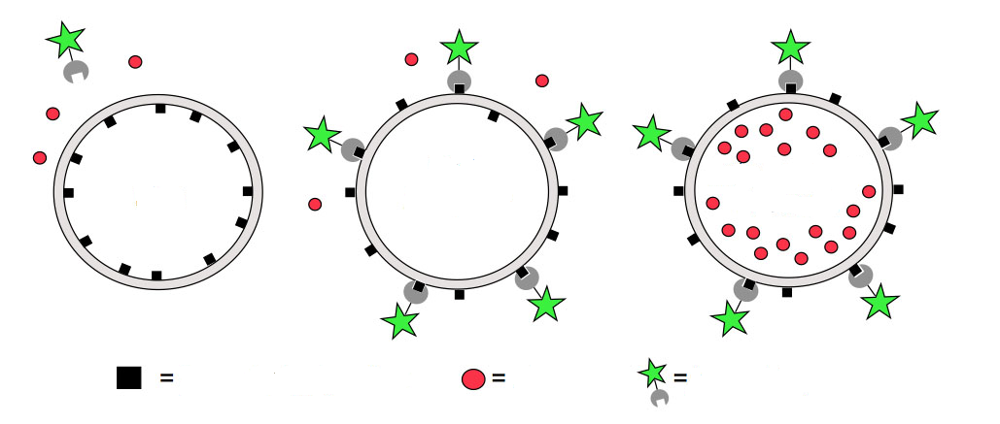 = = =